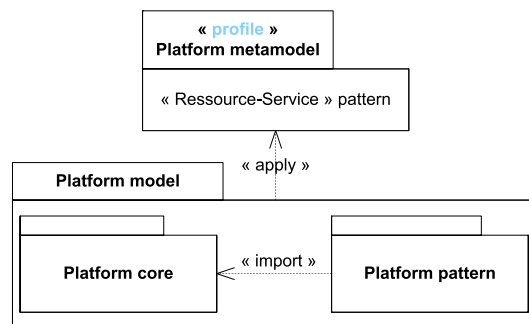 « profile »
Platform metamodel
« Ressource-Service » pattern
« apply »
Platform model
Platform core
« import »
Platform pattern